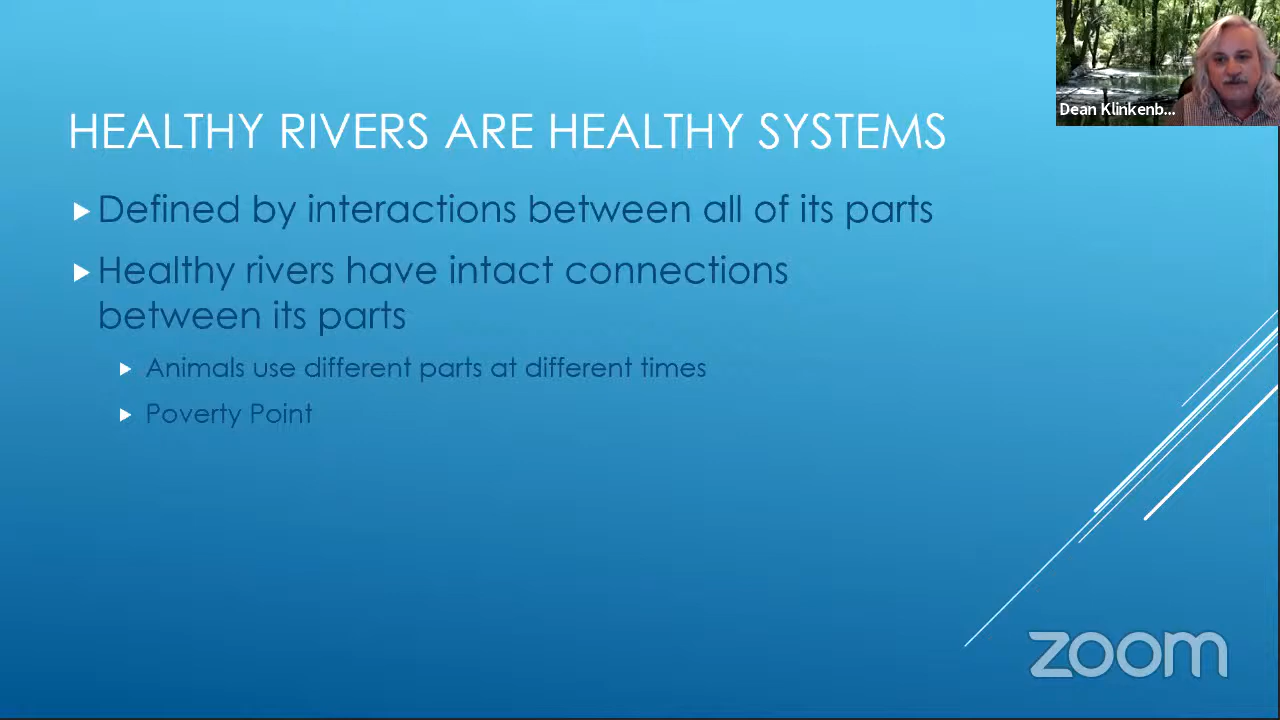 HEALTHY RIVERS ARE HEALTHY SYSTEMS
Defined by interactions between all of its parts
Healthy rivers have intact connections
between its parts
Animals use different parts at different times
Poverty Point
Dean Klinkenb...
zoom